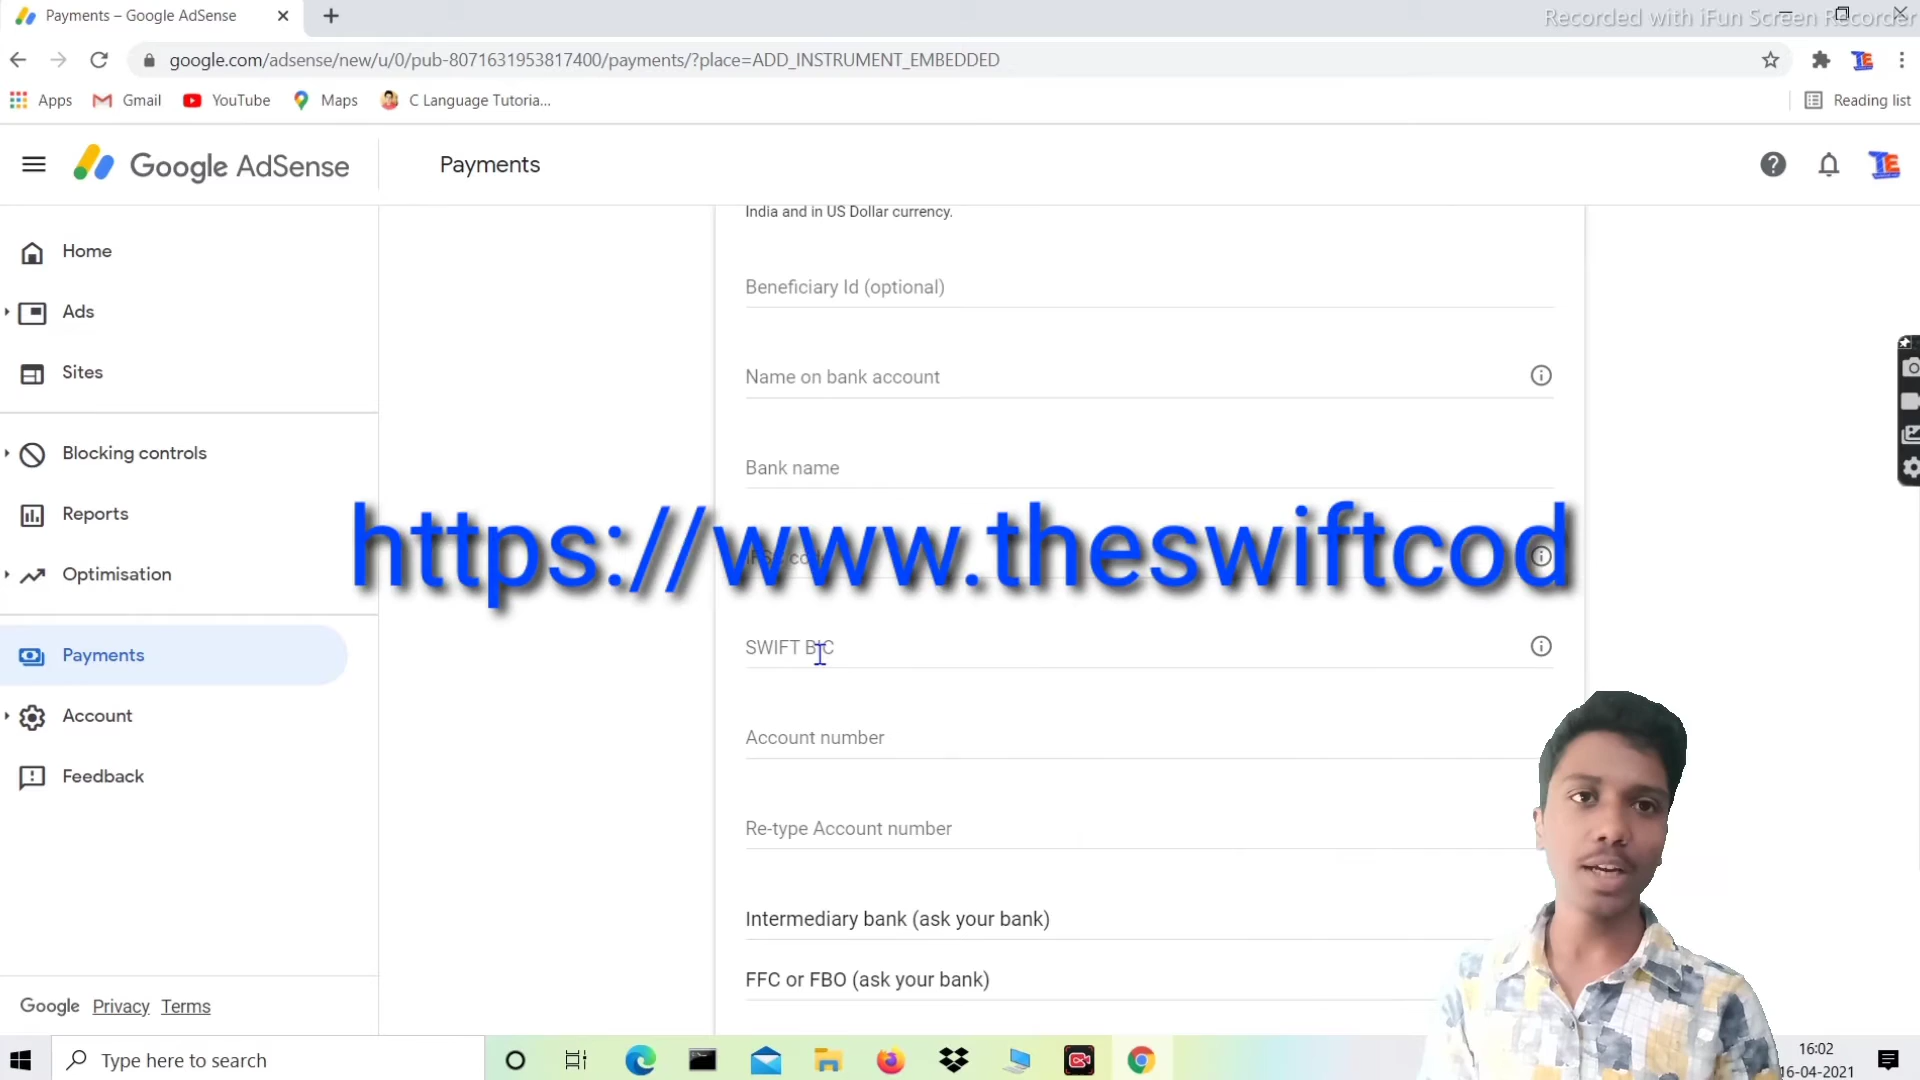 Payments – Google AdSense
Recorded with iFun Screen Recorder
google.com/adsense/new/u/0/pub-8071631953817400/payments/?place=ADD_INSTRUMENT_EMBEDDED
Apps
Gmail
YouTube
Maps
C Language Tutoria...
Reading list
Google AdSense
Payments
TE
Home
Ads
Sites
Blocking controls
Reports
Optimisation
Payments
Account
Feedback
Google Privacy Terms
India and in US Dollar currency.
Beneficiary Id (optional)
Name on bank account
Bank name
IFSC code
https://www.theswiftcod
SWIFT BIC
Account number
Re-type Account number
Intermediary bank (ask your bank)
FFC or FBO (ask your bank)
Type here to search
16:02
16-04-2021